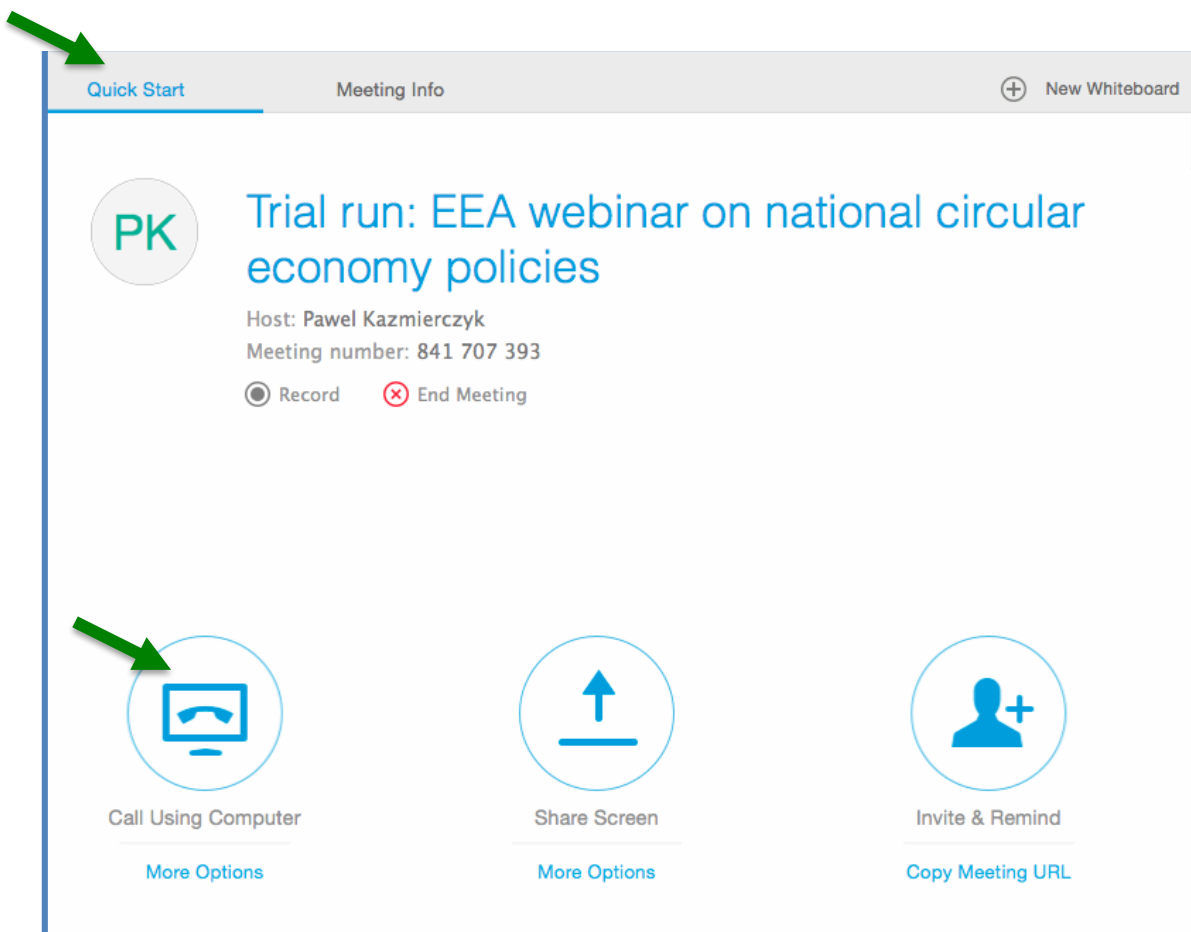 Quick Start
Meeting Info
New Whiteboard
PK
Trial run: EEA webinar on national circular
economy policies
Host: Pawel Kazmierczyk
Meeting number: 841 707 393
Record
End Meeting
Call Using Computer
Share Screen
Invite & Remind
More Options
More Options
Copy Meeting URL